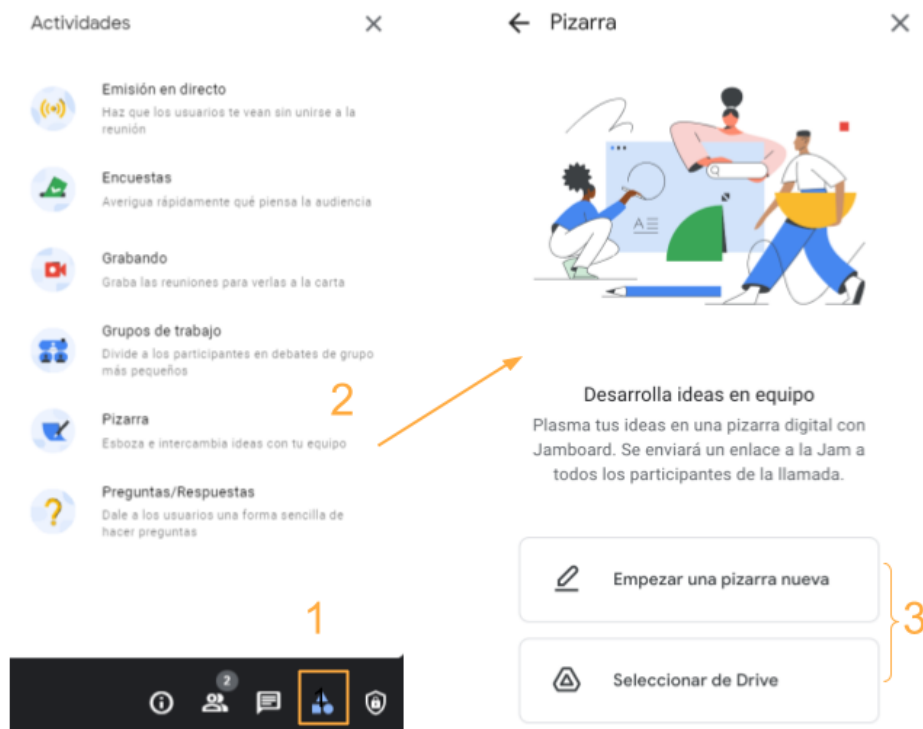 Actividades
Emisión en directo
Haz que los usuarios te vean sin unirse a la
reunión
Encuestas
Averigua rápidamente qué piensa la audiencia
Grabando
Graba las reuniones para verlas a la carta
Grupos de trabajo
Divide a los participantes en debates de grupo
más pequeños
2
Pizarra
Esboza e intercambia ideas con tu equipo
Preguntas/Respuestas
Dale a los usuarios una forma sencilla de
hacer preguntas
1
2
Pizarra
Desarrolla ideas en equipo
Plasma tus ideas en una pizarra digital con
Jamboard. Se enviará un enlace a la Jam a
todos los participantes de la llamada.
Empezar una pizarra nueva
Seleccionar de Drive
3